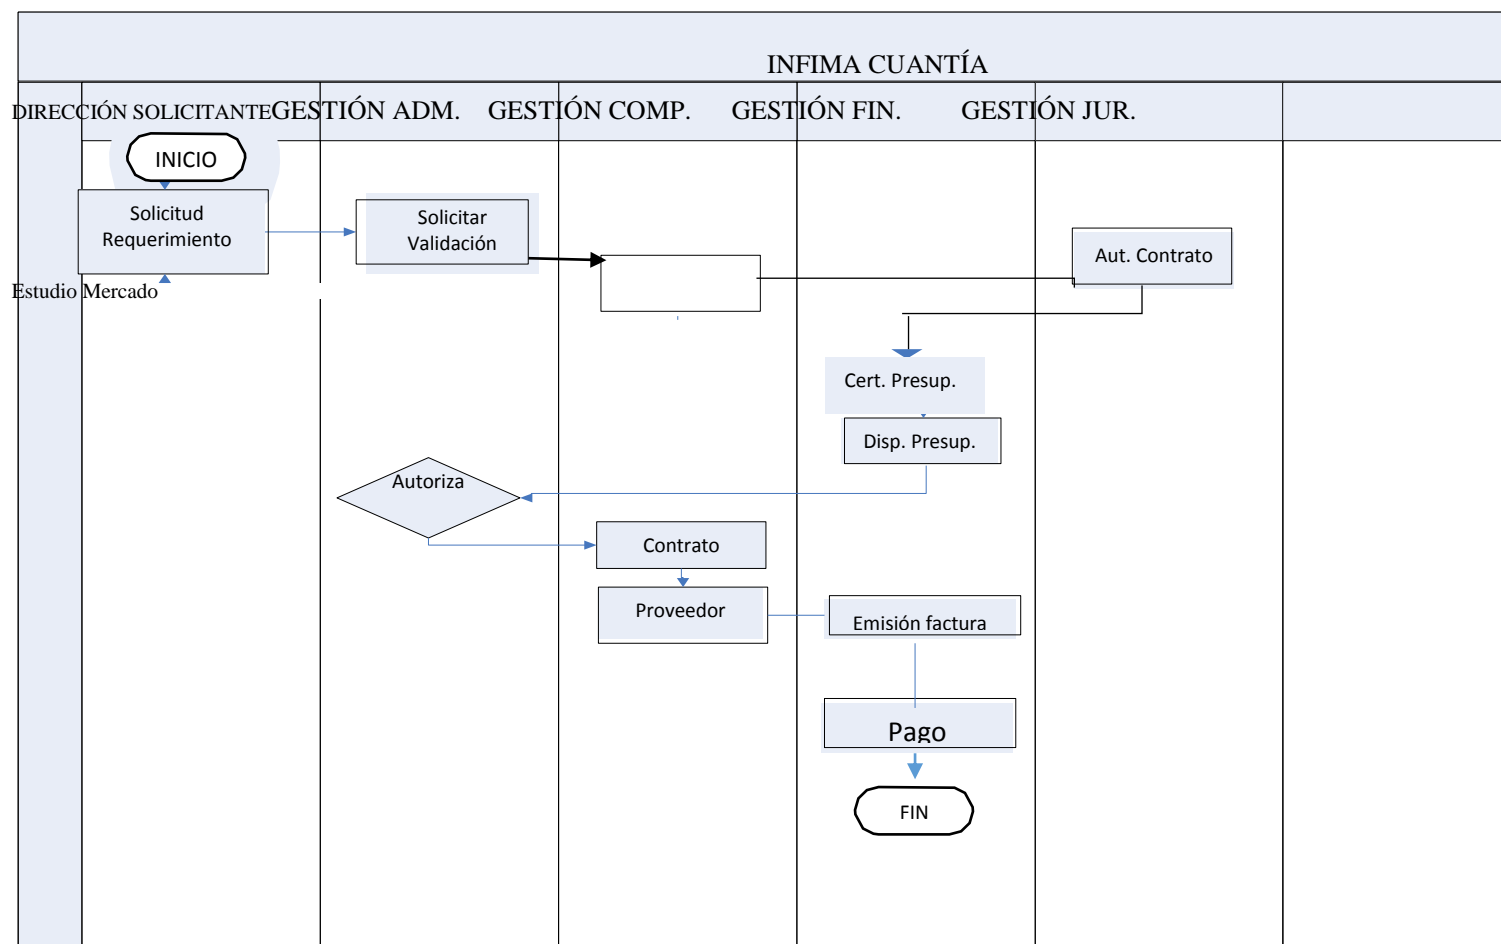 INFIMA CUANTÍA
DIRECCIÓN SOLICITANTE GESTIÓN ADM. GESTIÓN COMP. GESTIÓN FIN. GESTIÓN JUR.
INICIO
Solicitud
Requerimiento
Solicitar
Validación
Aut. Contrato
Estudio Mercado
Cert. Presup.
Disp. Presup.
Autoriza
Contrato
Proveedor
Emisión factura
Pago
FIN